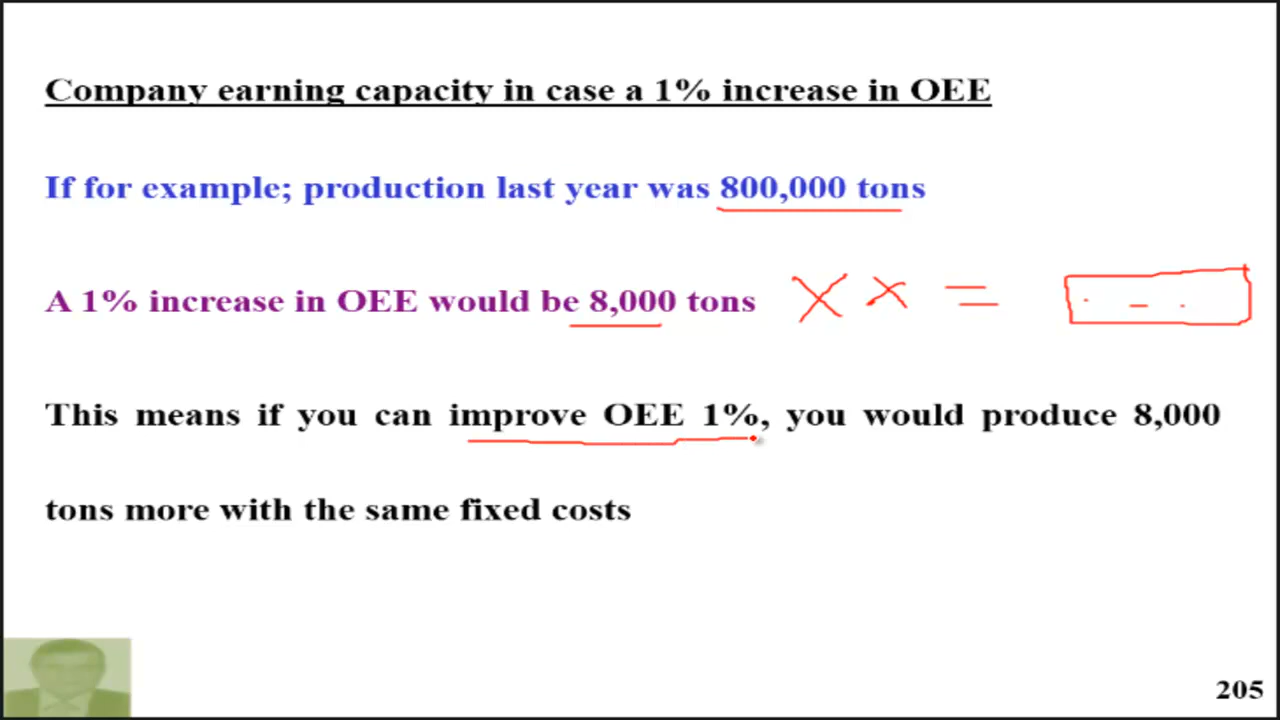 Company earning capacity in case a 1% increase in OEE
If for example; production last year was 800,000 tons
A 1% increase in OEE would be 8,000 tons X x =
This means if you can improve OEE 1%, you would produce 8,000
tons more with the same fixed costs
205